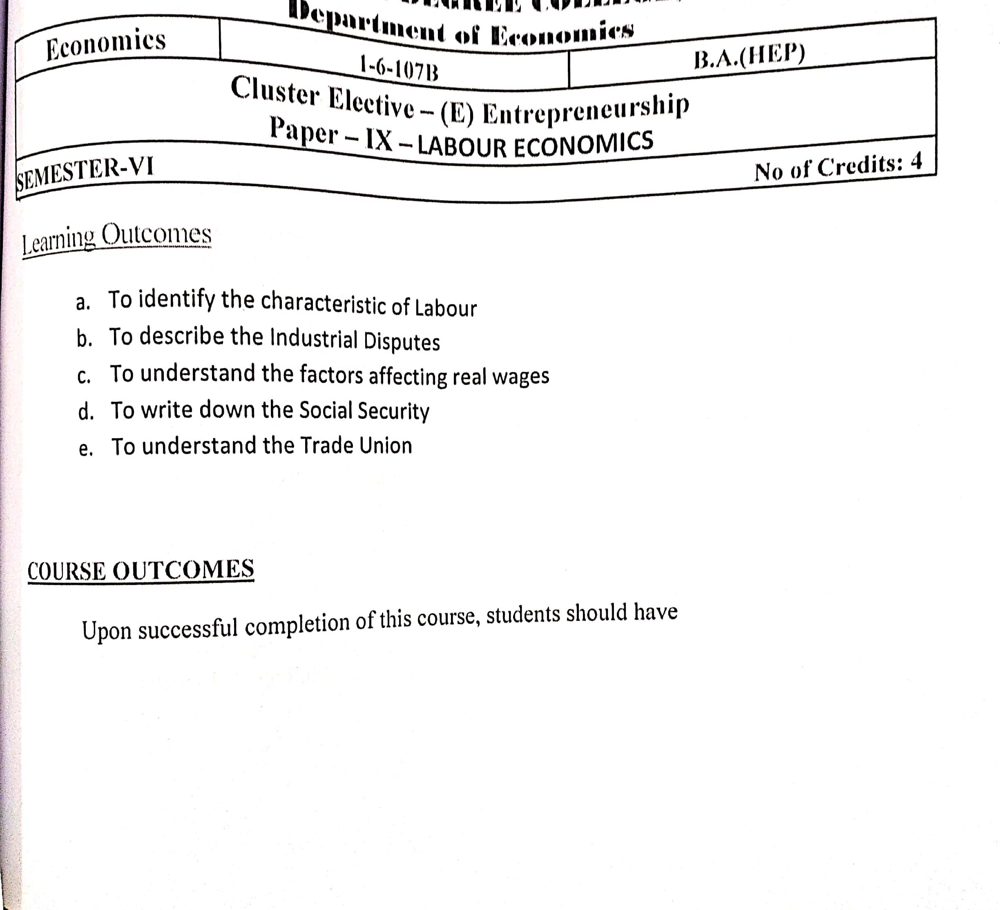 Department of Economics
Economics
1-6-107B
B.A.(HEP)
Cluster Elective – (E) Entrepreneurship
Paper – IX – LABOUR ECONOMICS
SEMESTER-VI
No of Credits: 4
Learning Outcomes
a. To identify the characteristic of Labour
b. To describe the Industrial Disputes
c. To understand the factors affecting real wages
d. To write down the Social Security
e. To understand the Trade Union
COURSE OUTCOMES
Upon successful completion of this course, students should have